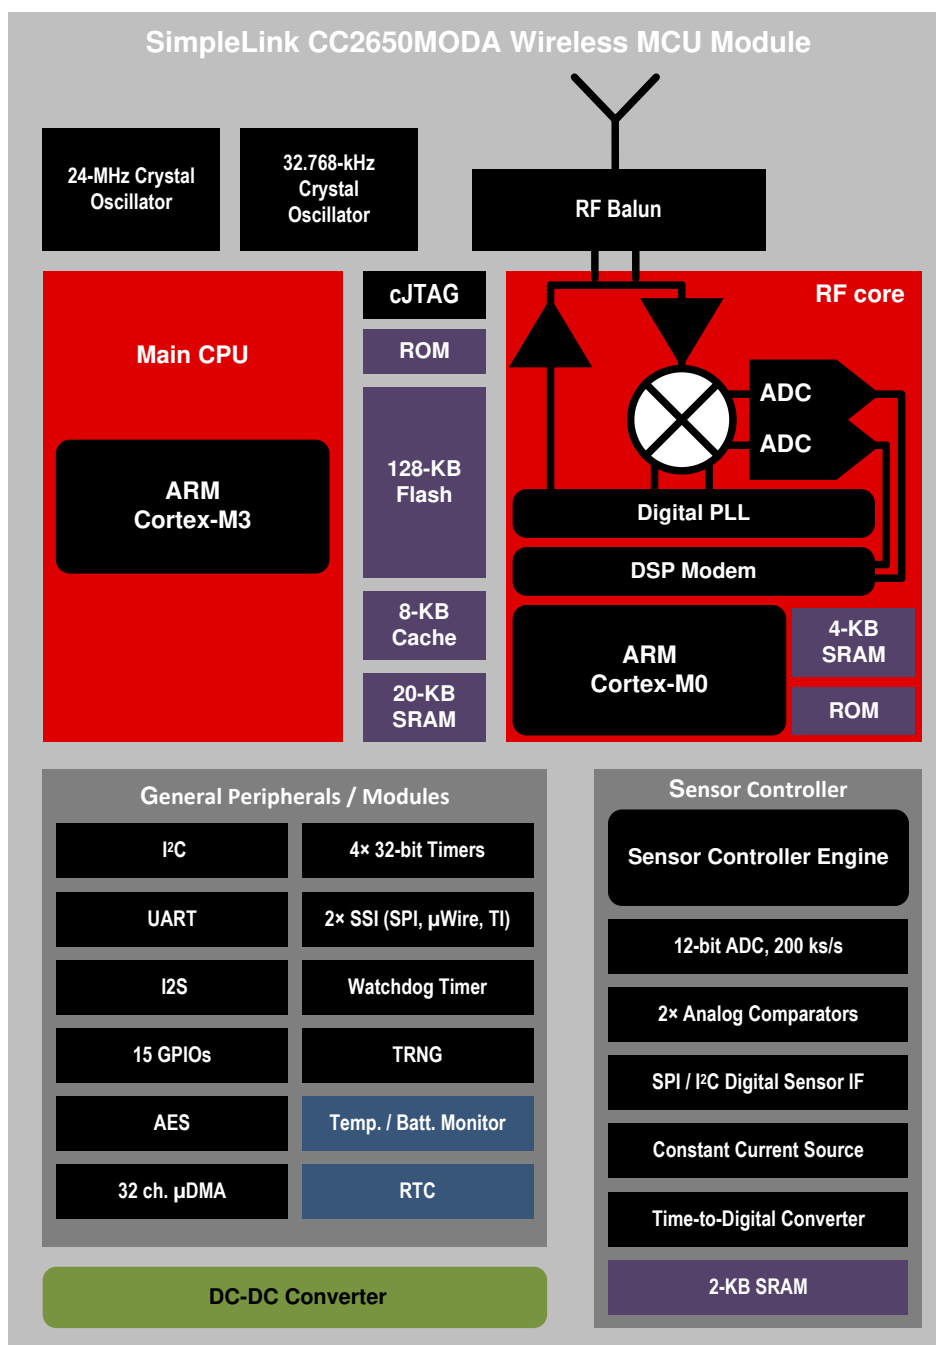 SimpleLink CC2650MODA Wireless MCU Module
24-MHz Crystal
Oscillator
32.768-kHz
Crystal
Oscillator
RF Balun
Main CPU
ARM
Cortex-M3
cJTAG
ROM
128-KB
Flash
8-KB
Cache
20-KB
SRAM
RF core
ADC
ADC
Digital PLL
DSP Modem
ARM
Cortex-M0
4-KB
SRAM
ROM
General Peripherals / Modules
I²C
4× 32-bit Timers
UART
2× SSI (SPI, µWire, TI)
I2S
Watchdog Timer
15 GPIOs
TRNG
AES
Temp. / Batt. Monitor
32 ch. µDMA
RTC
DC-DC Converter
Sensor Controller
Sensor Controller Engine
12-bit ADC, 200 ks/s
2× Analog Comparators
SPI / I²C Digital Sensor IF
Constant Current Source
Time-to-Digital Converter
2-KB SRAM